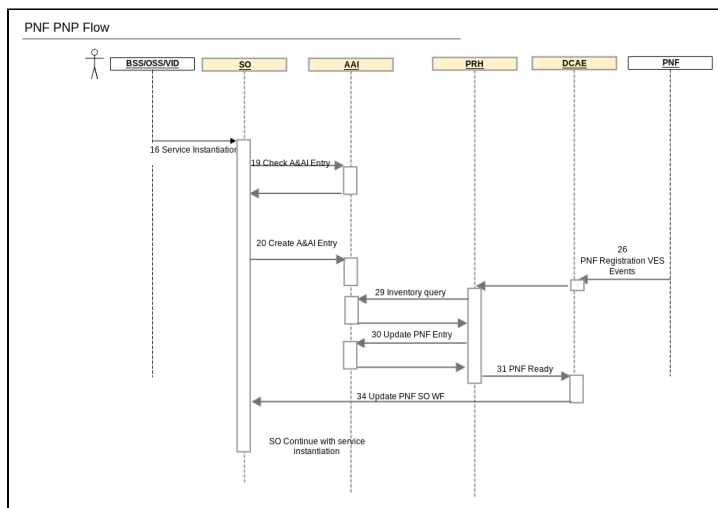 PNF PNP Flow
BSS/OSS/VID
SO
AAI
PRH
DCAE
PNF
16 Service Instantiation
19 Check A&AI Entry
20 Create A&AI Entry
26
PNF Registration VES
Events
29 Inventory query
30 Update PNF Entry
31 PNF Ready
34 Update PNF SO WF
SO Continue with service
instantiation